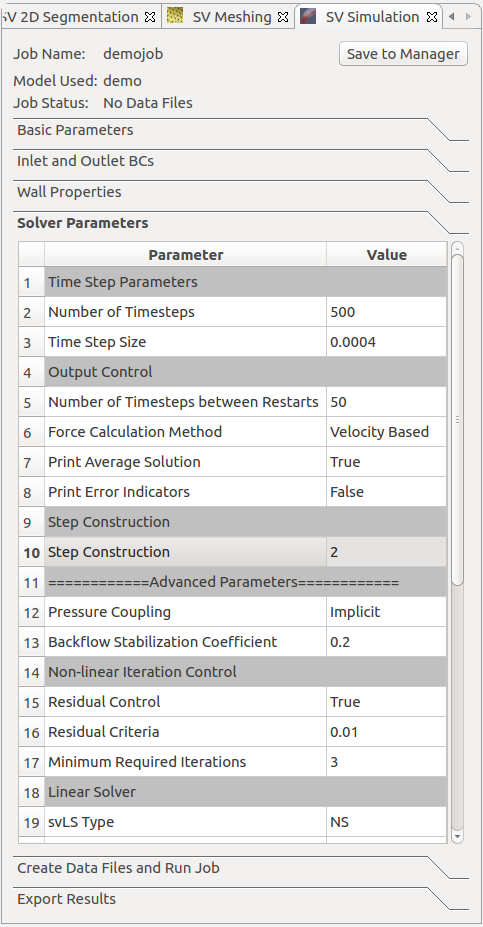 SV 2D Segmentation SV Meshing SV Simulation
Job Name: demojob Save to Manager
Model Used: demo
Job Status: No Data Files
Basic Parameters
Inlet and Outlet BCs
Wall Properties
Solver Parameters
Parameter Value
1 Time Step Parameters
2 Number of Timesteps 500
3 Time Step Size 0.0004
4 Output Control
5 Number of Timesteps between Restarts 50
6 Force Calculation Method Velocity Based
7 Print Average Solution True
8 Print Error Indicators False
9 Step Construction
10 Step Construction 2
11 ============Advanced Parameters============
12 Pressure Coupling Implicit
13 Backflow Stabilization Coefficient 0.2
14 Non-linear Iteration Control
15 Residual Control True
16 Residual Criteria 0.01
17 Minimum Required Iterations 3
18 Linear Solver
19 svLS Type NS
Create Data Files and Run Job
Export Results